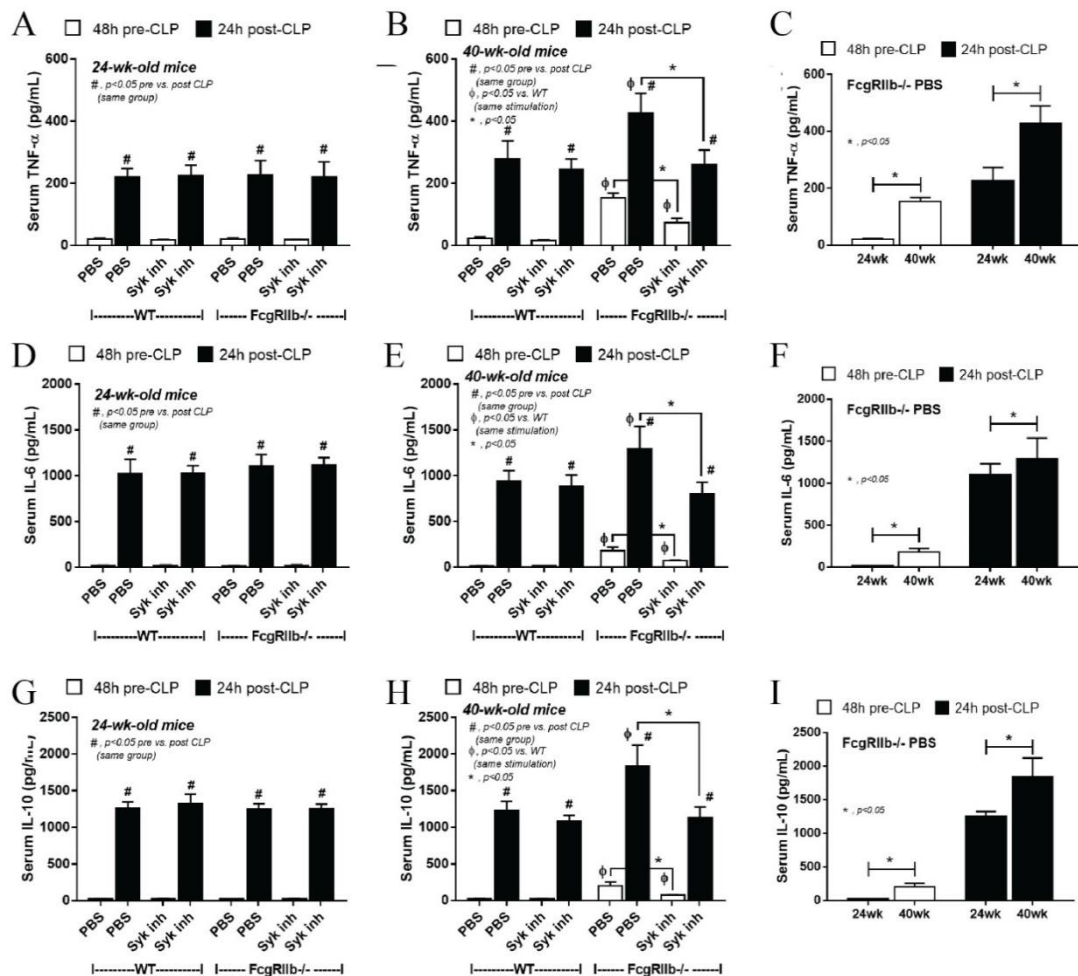 A
48h pre-CLP 24h post-CLP
24-wk-old mice
#, p<0.05 pre vs. post CLP
(same group)
Serum TNF-α (pg/mL)
600
400
200
0
# # # #
PBS PBS Syk inh Syk inh PBS PBS Syk inh Syk inh
|---------WT----------| |------ FcgRIIb-/- ------|
B
48h pre-CLP 24h post-CLP
40-wk-old mice
#, p<0.05 pre vs. post CLP
(same group)
ϕ, p<0.05 vs. WT
(same stimulation)
*, p<0.05
Serum TNF-α (pg/mL)
600
400
200
0
# # ϕ ϕ # * ϕ * #
PBS PBS Syk inh Syk inh PBS PBS Syk inh Syk inh
|---------WT----------| |------ FcgRIIb-/- ------|
C
48h pre-CLP 24h post-CLP
FcgRIIb-/- PBS
*, p<0.05
Serum TNF-α (pg/mL)
600
400
200
0
* *
24wk 40wk 24wk 40wk
D
48h pre-CLP 24h post-CLP
24-wk-old mice
#, p<0.05 pre vs. post CLP
(same group)
Serum IL-6 (pg/mL)
2000
1500
1000
500
0
# # # #
PBS PBS Syk inh Syk inh PBS PBS Syk inh Syk inh
|---------WT----------| |------ FcgRIIb-/- ------|
E
48h pre-CLP 24h post-CLP
40-wk-old mice
#, p<0.05 pre vs. post CLP
(same group)
ϕ, p<0.05 vs. WT
(same stimulation)
*, p<0.05
Serum IL-6 (pg/mL)
2000
1500
1000
500
0
# # ϕ ϕ # * ϕ * #
PBS PBS Syk inh Syk inh PBS PBS Syk inh Syk inh
|---------WT----------| |------ FcgRIIb-/- ------|
F
48h pre-CLP 24h post-CLP
FcgRIIb-/- PBS
*, p<0.05
Serum IL-6 (pg/mL)
2000
1500
1000
500
0
* *
24wk 40wk 24wk 40wk
G
48h pre-CLP 24h post-CLP
24-wk-old mice
#, p<0.05 pre vs. post CLP
(same group)
Serum IL-10 (pg/mL)
2500
2000
1500
1000
500
0
# # # #
PBS PBS Syk inh Syk inh PBS PBS Syk inh Syk inh
|---------WT----------| |------ FcgRIIb-/- ------|
H
48h pre-CLP 24h post-CLP
40-wk-old mice
#, p<0.05 pre vs. post CLP
(same group)
ϕ, p<0.05 vs. WT
(same stimulation)
*, p<0.05
Serum IL-10 (pg/mL)
2500
2000
1500
1000
500
0
# # ϕ ϕ # * ϕ * #
PBS PBS Syk inh Syk inh PBS PBS Syk inh Syk inh
|---------WT----------| |------ FcgRIIb-/- ------|
I
48h pre-CLP 24h post-CLP
FcgRIIb-/- PBS
*, p<0.05
Serum IL-10 (pg/mL)
2500
2000
1500
1000
500
0
* *
24wk 40wk 24wk 40wk